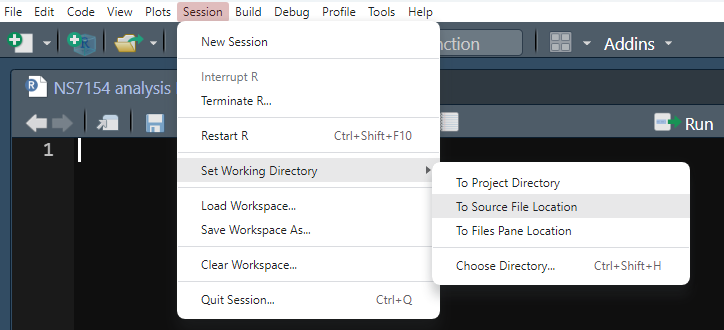 File Edit Code View Plots Session Build Debug Profile Tools Help
New Session
Interrupt R
Terminate R...
Restart R Ctrl+Shift+F10
Set Working Directory
Load Workspace...
Save Workspace As...
Clear Workspace...
Quit Session... Ctrl+Q
To Project Directory
To Source File Location
To Files Pane Location
Choose Directory... Ctrl+Shift+H
nction Addins
R NS7154 analysis
Run
1